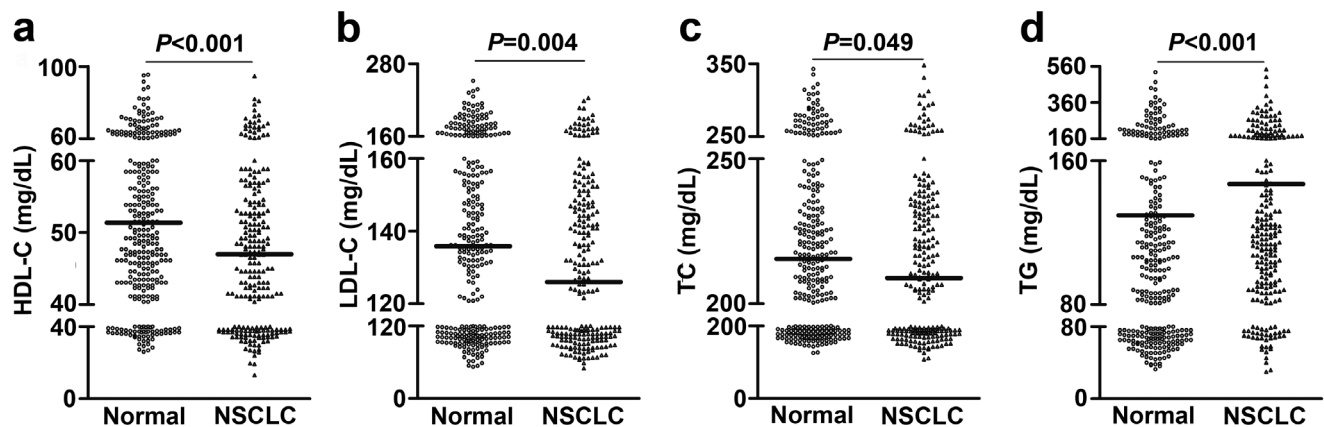 a
P<0.001
HDL-C (mg/dL)
100
60
60
50
40
40
0
Normal
NSCLC
b
P=0.004
LDL-C (mg/dL)
280
160
160
140
120
120
0
Normal
NSCLC
c
P=0.049
TC (mg/dL)
350
250
250
200
200
0
Normal
NSCLC
d
P<0.001
TG (mg/dL)
560
360
160
160
80
80
0
Normal
NSCLC